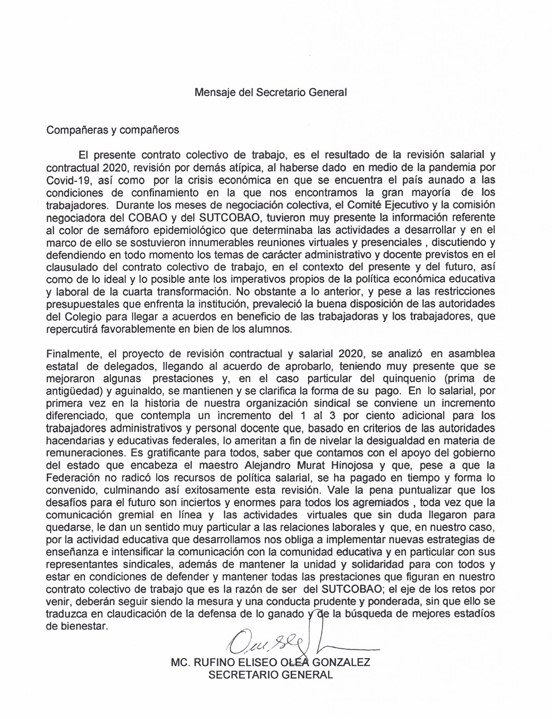 Mensaje del Secretario General
Compañeras y compañeros
El presente contrato colectivo de trabajo, es el resultado de la revisión salarial y
contractual 2020, revisión por demás atípica, al haberse dado en medio de la pandemia por
Covid-19, así como por la crisis económica en que se encuentra el país aunado a las
condiciones de confinamiento en la que nos encontramos la gran mayoría de los
trabajadores. Durante los meses de negociación colectiva, el Comité Ejecutivo y la comisión
negociadora del COBAO y del SUTCOBAO, tuvieron muy presente la información referente
al color de semáforo epidemiológico que determinaba las actividades a desarrollar y en el
marco de ello se sostuvieron innumerables reuniones virtuales y presenciales , discutiendo y
defendiendo en todo momento los temas de carácter administrativo y docente previstos en el
clausulado del contrato colectivo de trabajo, en el contexto del presente y del futuro, así
como de lo ideal y lo posible ante los imperativos propios de la política económica educativa
y laboral de la cuarta transformación. No obstante a lo anterior, y pese a las restricciones
presupuestales que enfrenta la institución, prevaleció la buena disposición de las autoridades
del Colegio para llegar a acuerdos en beneficio de las trabajadoras y los trabajadores, que
repercutirá favorablemente en bien de los alumnos.
Finalmente, el proyecto de revisión contractual y salarial 2020, se analizó en asamblea
estatal de delegados, llegando al acuerdo de aprobarlo, teniendo muy presente que se
mejoraron algunas prestaciones y, en el caso particular del quinquenio (prima de
antigüedad) y aguinaldo, se mantienen y se clarifica la forma de su pago. En lo salarial, por
primera vez en la historia de nuestra organización sindical se conviene un incremento
diferenciado, que contempla un incremento del 1 al 3 por ciento adicional para los
trabajadores administrativos y personal docente que, basado en criterios de las autoridades
hacendarias y educativas federales, lo ameritan a fin de nivelar la desigualdad en materia de
remuneraciones. Es gratificante para todos, saber que contamos con el apoyo del gobierno
del estado que encabeza el maestro Alejandro Murat Hinojosa y que, pese a que la
Federación no radicó los recursos de política salarial, se ha pagado en tiempo y forma lo
convenido, culminando así exitosamente esta revisión. Vale la pena puntualizar que los
desafíos para el futuro son inciertos y enormes para todos los agremiados , toda vez que la
comunicación gremial en línea y las actividades virtuales que sin duda llegaron para
quedarse, le dan un sentido muy particular a las relaciones laborales y que, en nuestro caso,
por la actividad educativa que desarrollamos nos obliga a implementar nuevas estrategias de
enseñanza e intensificar la comunicación con la comunidad educativa y en particular con sus
representantes sindicales, además de mantener la unidad y solidaridad para con todos y
estar en condiciones de defender y mantener todas las prestaciones que figuran en nuestro
contrato colectivo de trabajo que es la razón de ser del SUTCOBAO; el eje de los retos por
venir, deberán seguir siendo la mesura y una conducta prudente y ponderada, sin que ello se
traduzca en claudicación de la defensa de lo ganado y de la búsqueda de mejores estadíos
de bienestar.
MC. RUFINO ELISEO OLEA GONZALEZ
SECRETARIO GENERAL